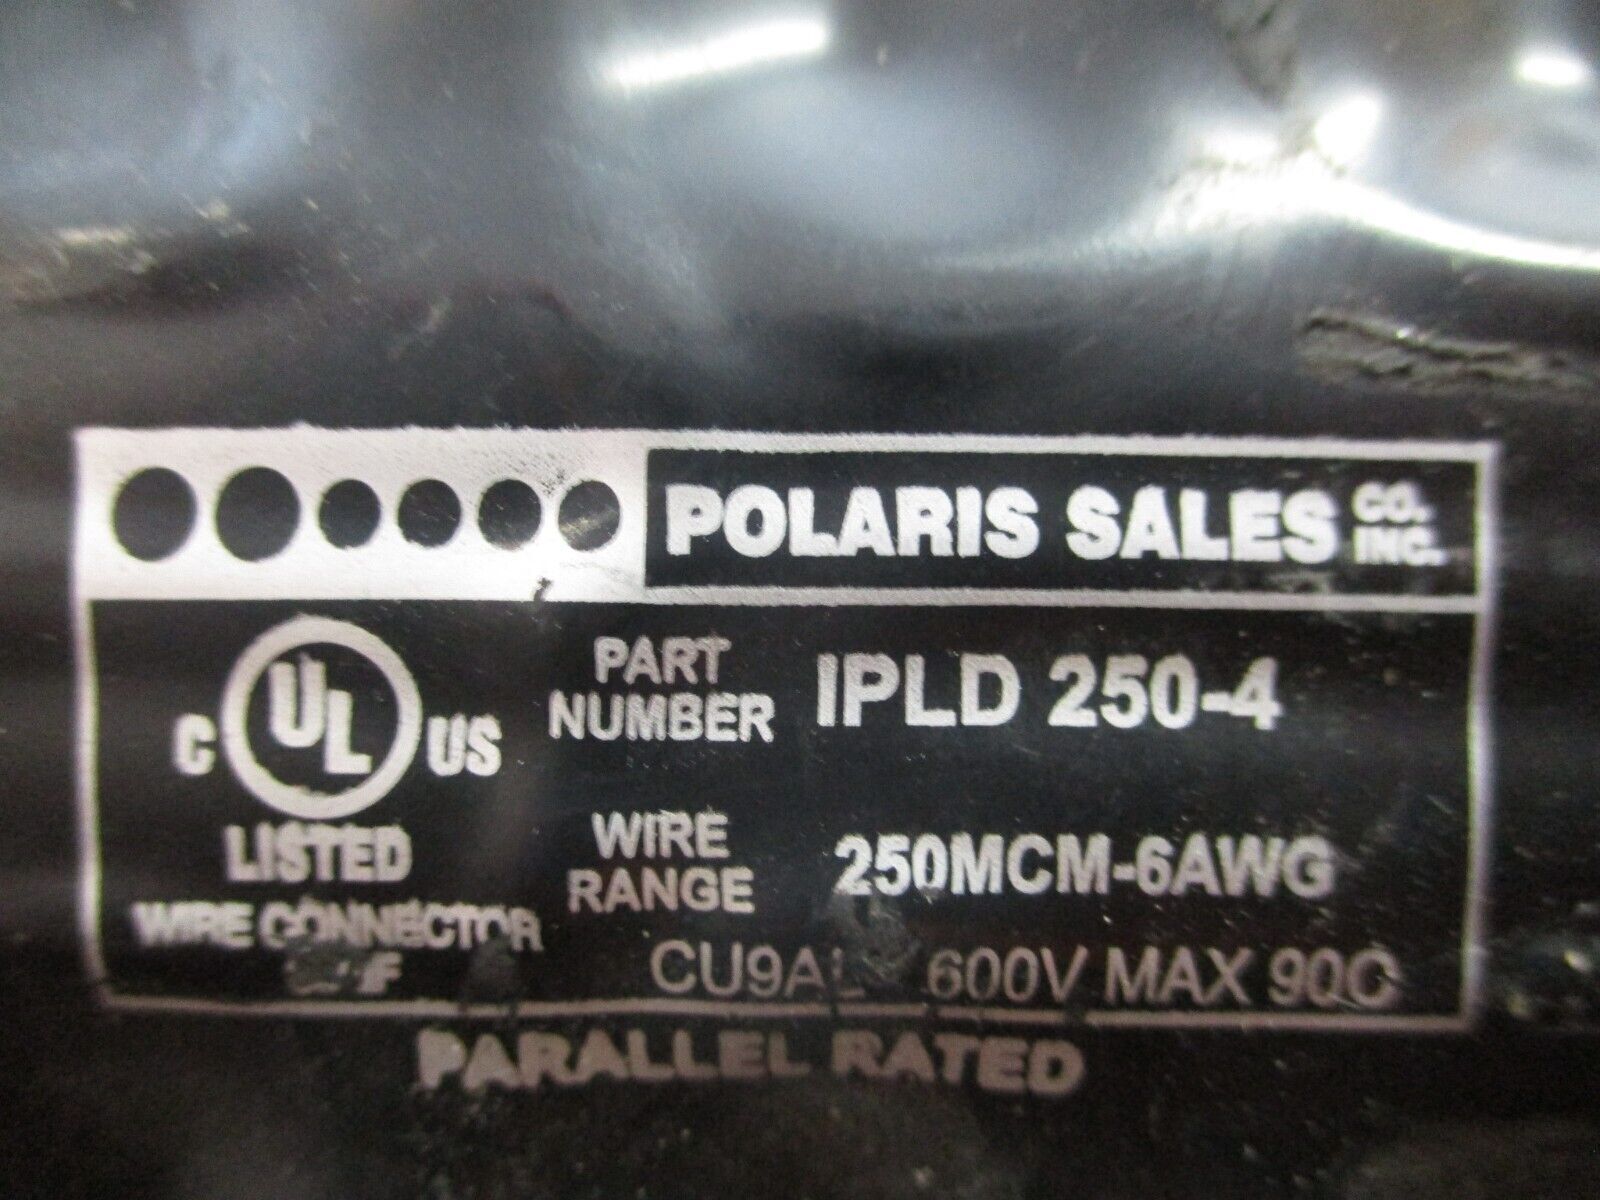 POLARIS SALES CO. INC.
C UL US
LISTED
WIRE CONNECTOR
PART NUMBER
IPLD 250-4
WIRE RANGE
250MCM-6AWG
CU9AL 600V MAX 90C
PARALLEL RATED